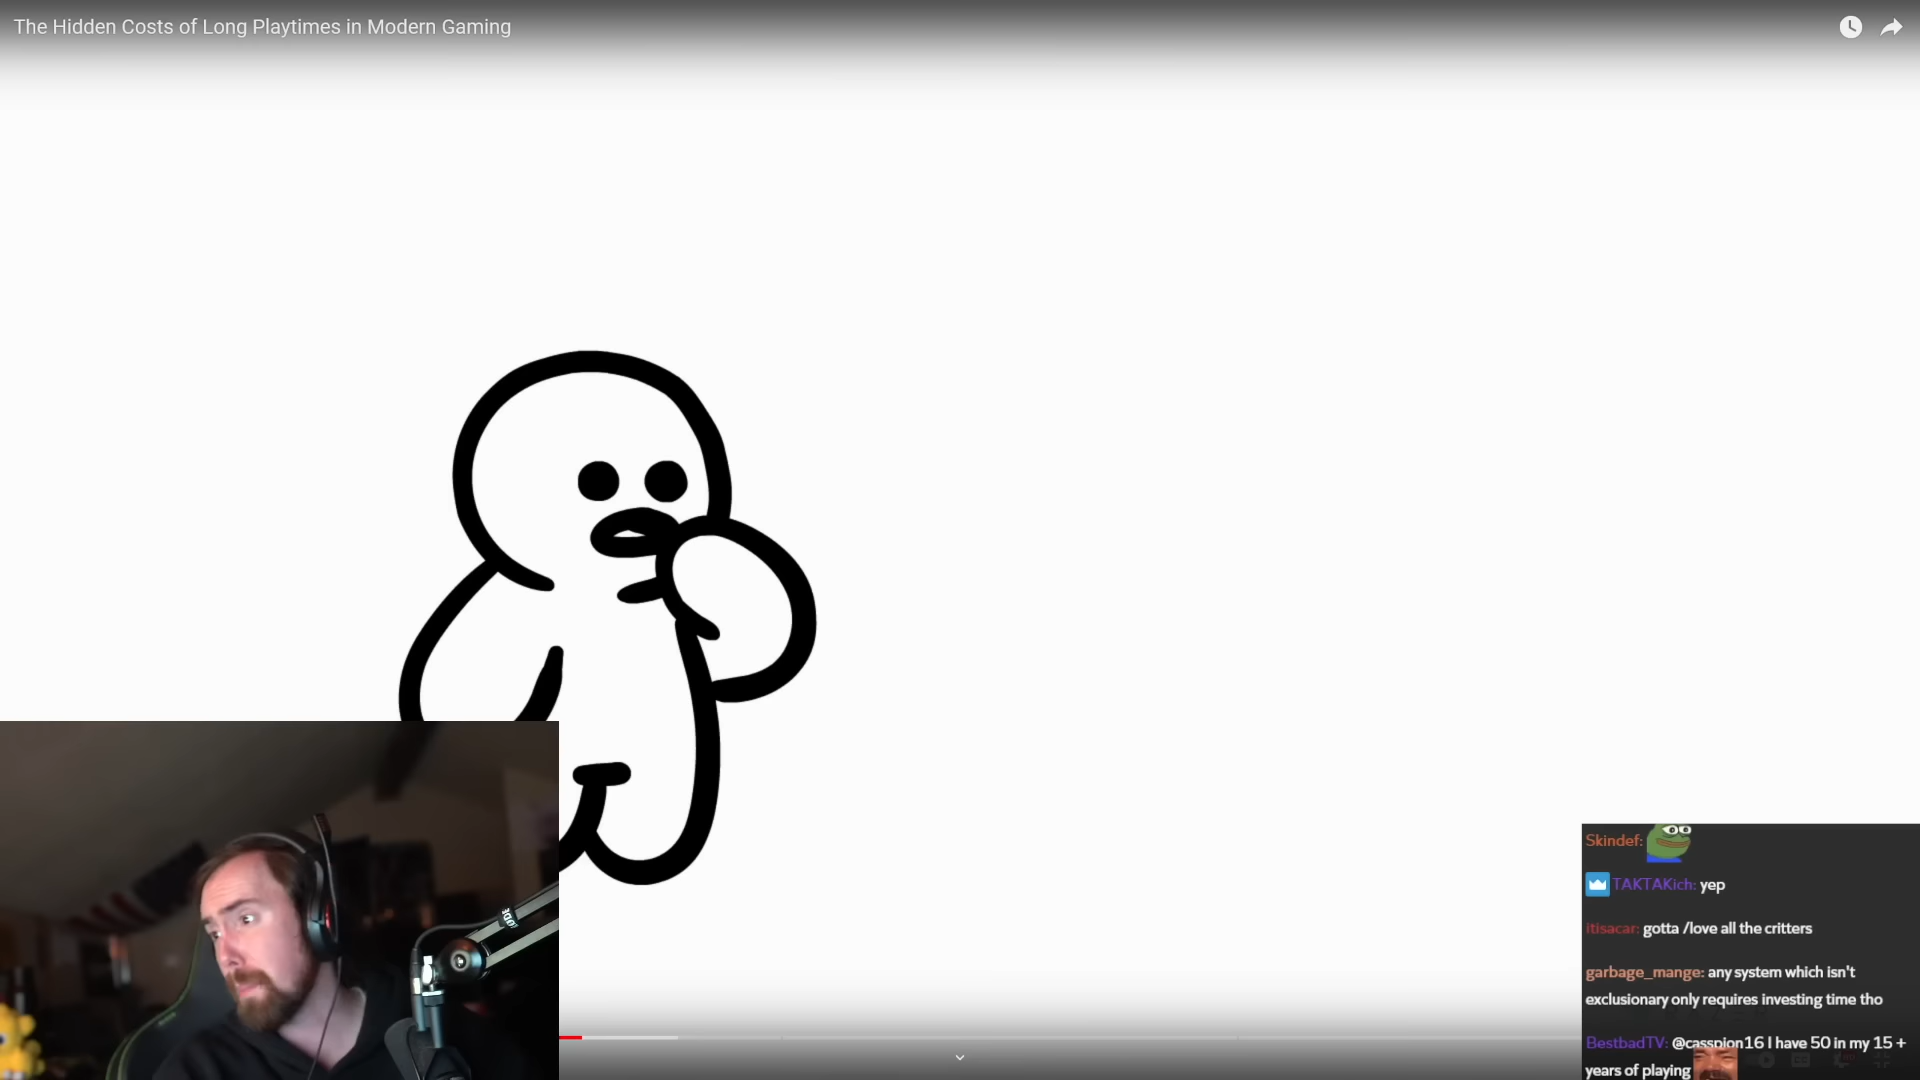 The Hidden Costs of Long Playtimes in Modern Gaming
Skindef:
TAKTAKich: yep
itisacar: gotta /love all the critters
garbage_mange: any system which isn't
exclusionary only requires investing time tho
BestbadTV: @casspion16 I have 50 in my 15 +
years of playing